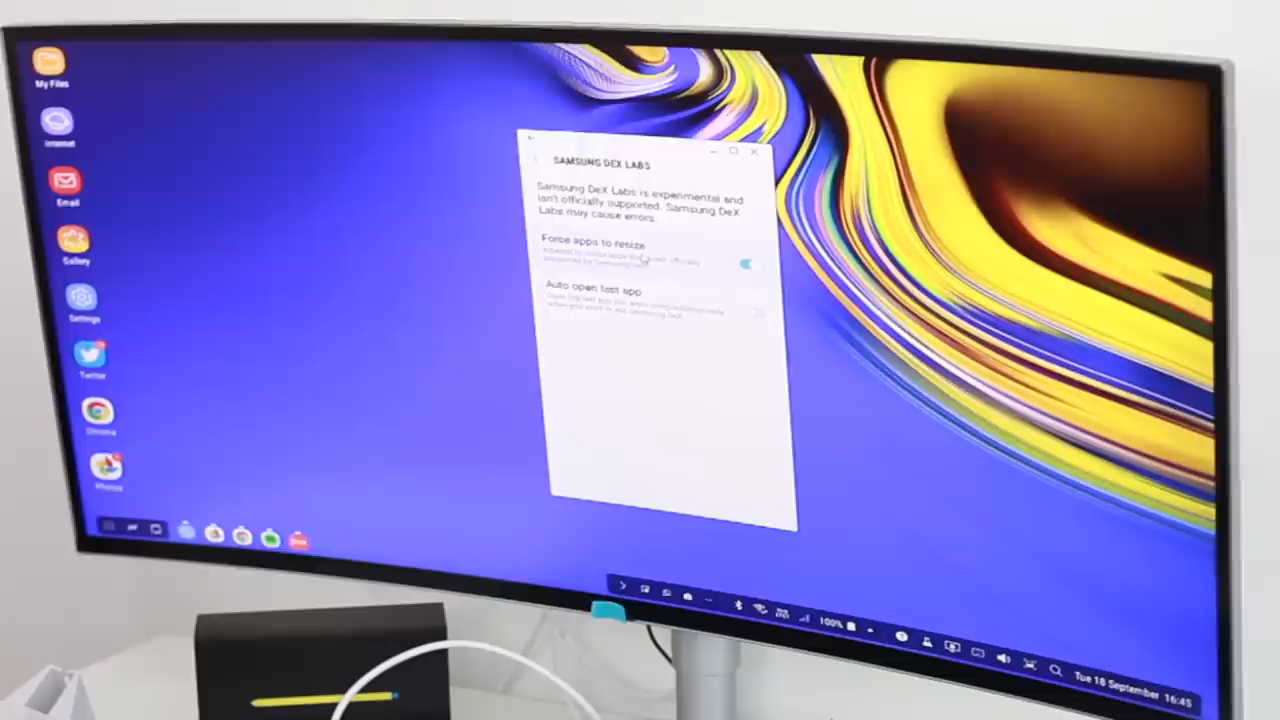 My Files
Internet
Email
Gallery
Settings
Twitter
Chrome
Photos
SAMSUNG DEX LABS
Samsung DeX Labs is experimental and
isn't officially supported. Samsung DeX
Labs may cause errors.
Force apps to resize
Auto open last app
100%
Tue 18 September 16:45